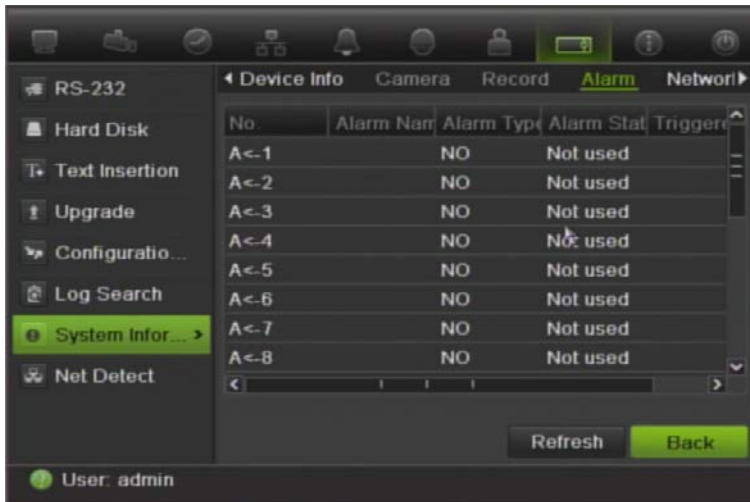 RS-232
Hard Disk
Text Insertion
Upgrade
Configuratio...
Log Search
System Infor... >
Net Detect
Device Info Camera Record Alarm Networl
No. Alarm Narr Alarm Type Alarm Stat Triggere
A<-1 NO Not used
A<-2 NO Not used
A<-3 NO Not used
A<-4 NO Not used
A<-5 NO Not used
A<-6 NO Not used
A<-7 NO Not used
A<-8 NO Not used
Refresh Back
User: admin